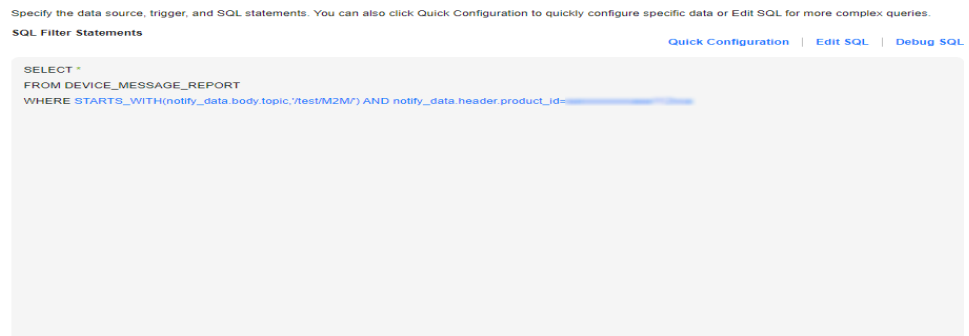 Specify the data source, trigger, and SQL statements. You can also click Quick Configuration to quickly configure specific data or Edit SQL for more complex queries.
SQL Filter Statements
Quick Configuration | Edit SQL | Debug SQL
SELECT *
FROM DEVICE_MESSAGE_REPORT
WHERE STARTS_WITH(notify_data.body.topic,'/test/M2M/') AND notify_data.header.product_id=